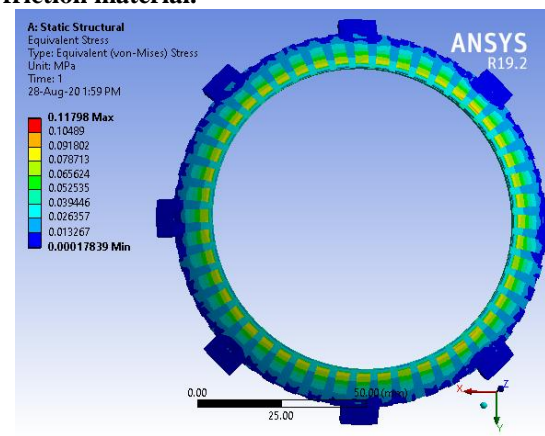 friction material.
A: Static Structural
Equivalent Stress
Type: Equivalent (von-Mises) Stress
Unit: MPa
Time: 1
28-Aug-20 1:59 PM
ANSYS
R19.2
0.11798 Max
0.10489
0.091802
0.078713
0.065624
0.052535
0.039446
0.026357
0.013267
0.00017839 Min
0.00
50.00 (mm)
25.00
X
Z
Y